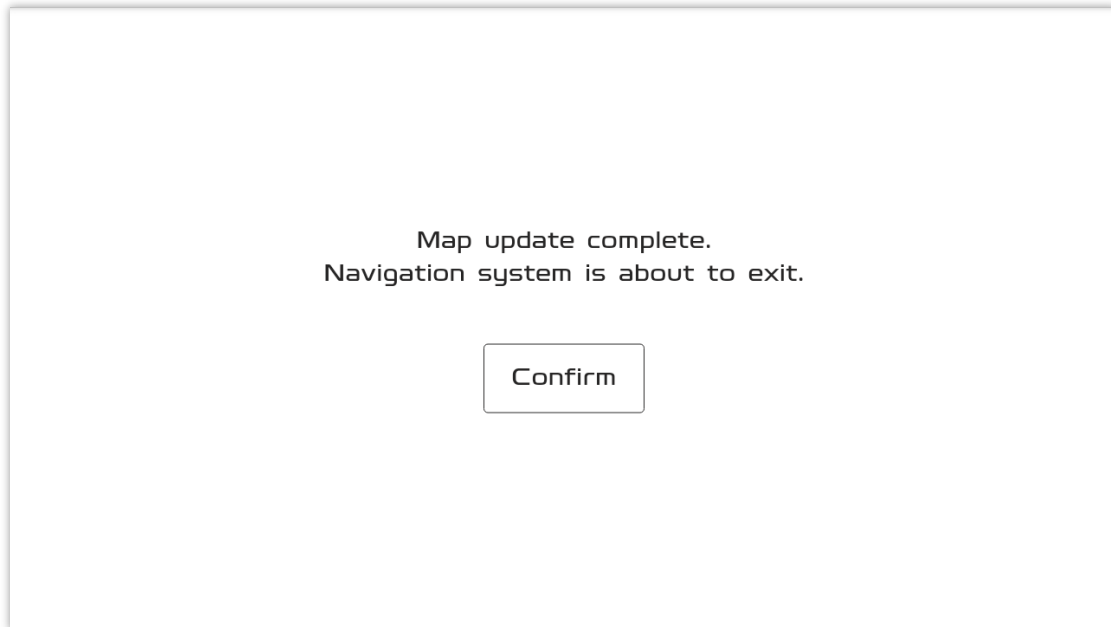 Map update complete.
Navigation system is about to exit.
Confirm